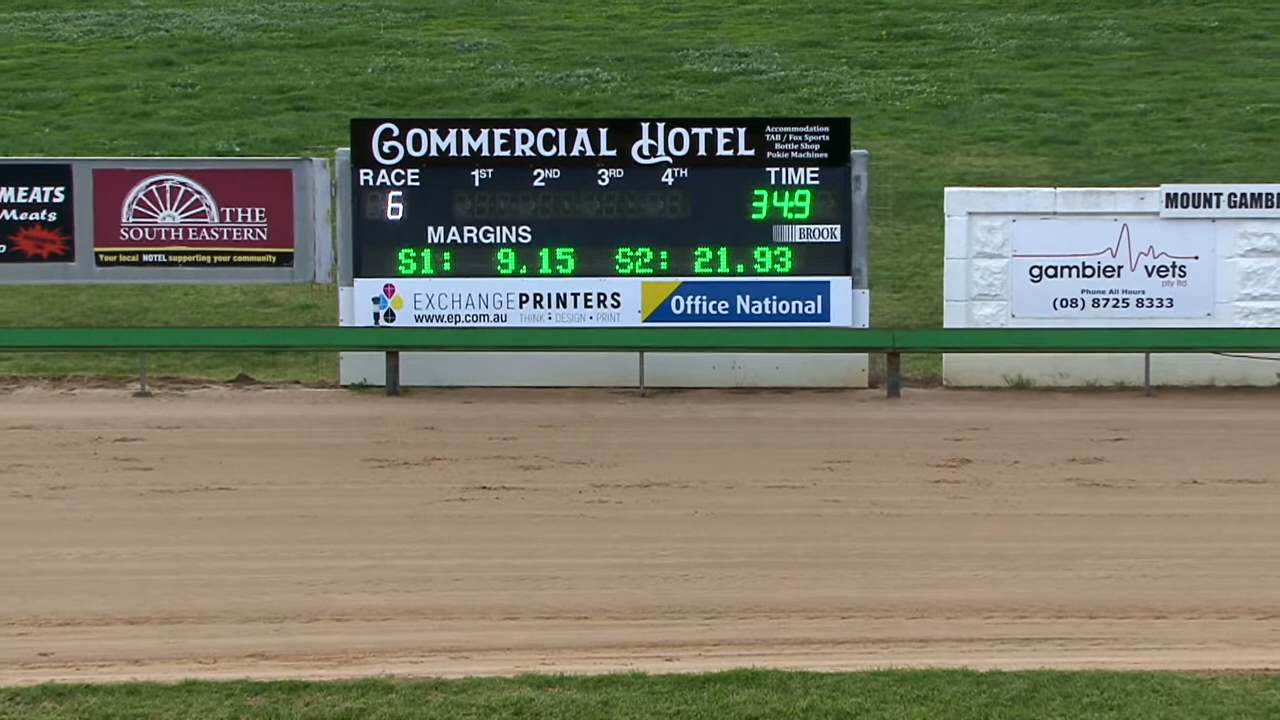 COMMERCIAL HOTEL
Accommodation
TAB / Fox Sports
Bottle Shop
Pokie Machines
RACE 1ST 2ND 3RD 4TH TIME
6 34.9
MARGINS
BROOK
S1: 9.15 S2: 21.93
EXCHANGEPRINTERS
www.ep.com.au THINK : DESIGN • PRINT
Office National
MEATS
Meats
THE
SOUTH EASTERN
Your local HOTEL supporting your community
MOUNT GAMBI
gambier vets
pty ltd
Phone All Hours
(08) 8725 8333